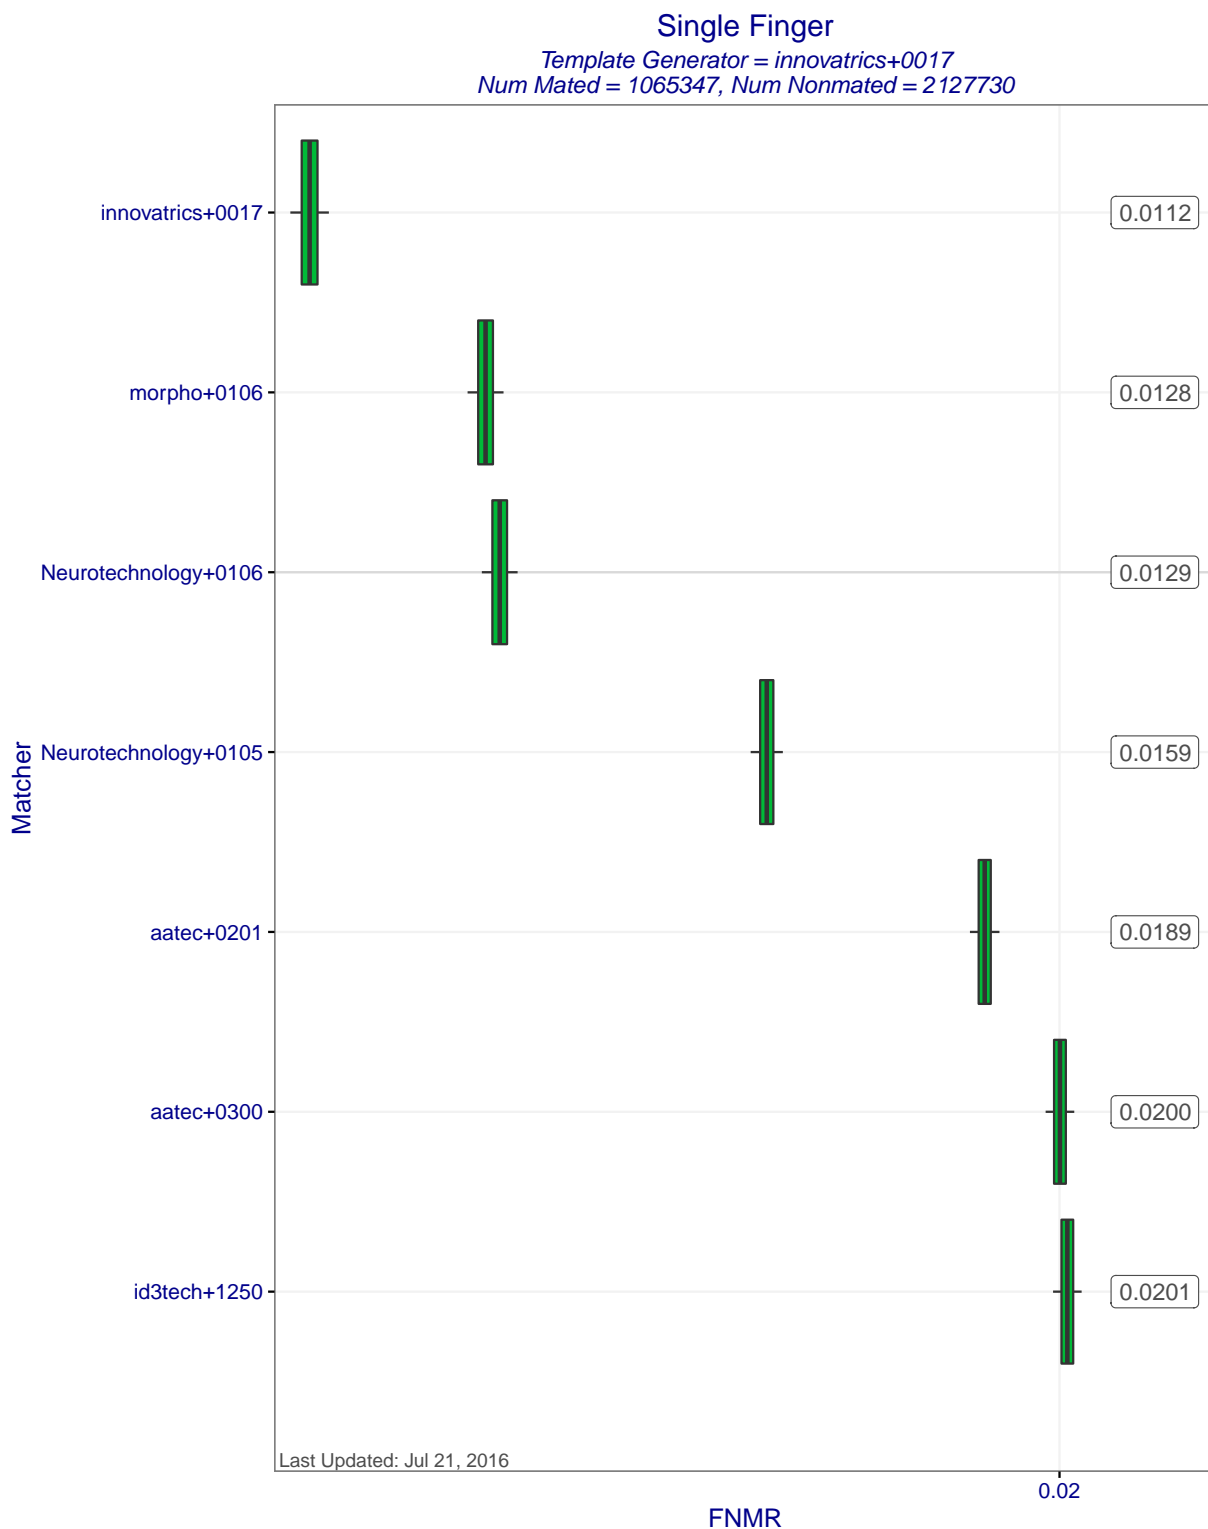 Single Finger
Template Generator = innovatrics+0017
Num Mated = 1065347, Num Nonmated = 2127730
innovatrics+0017
0.0112
morpho+0106
0.0128
Neurotechnology+0106
0.0129
Neurotechnology+0105
0.0159
Matcher
aatec+0201
0.0189
aatec+0300
0.0200
id3tech+1250
0.0201
Last Updated: Jul 21, 2016
0.02
FNMR